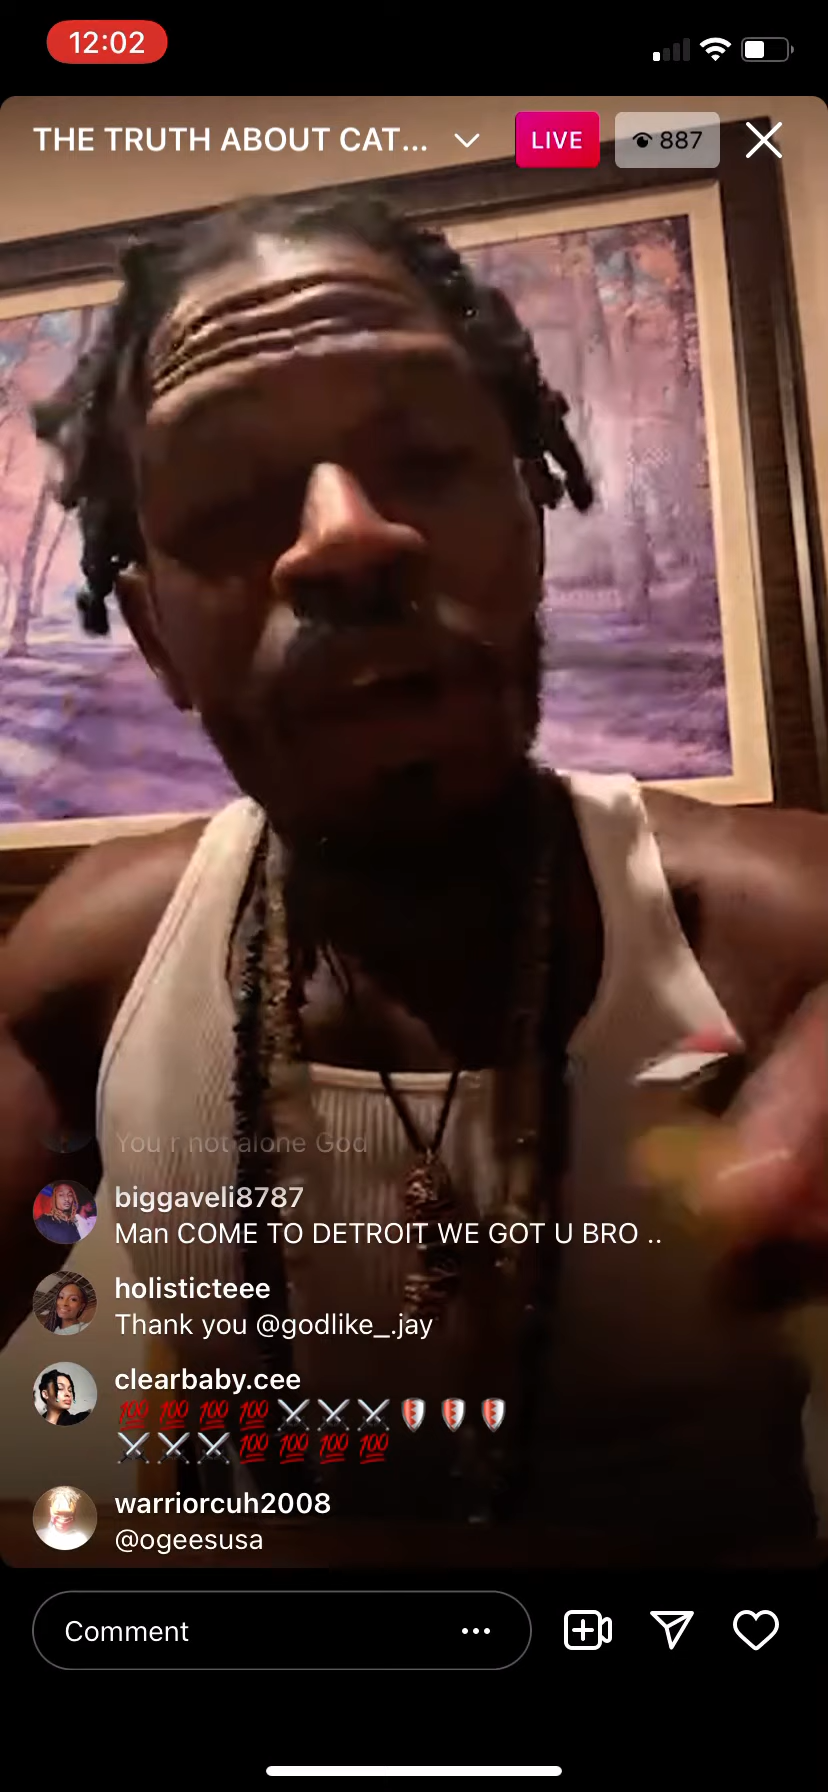 12:02
THE TRUTH ABOUT CAT...
LIVE
887
You r not alone God
biggaveli8787
Man COME TO DETROIT WE GOT U BRO ..
holisticteee
Thank you @godlike_.jay
clearbaby.cee
💯💯💯💯⚔⚔⚔🛡🛡🛡
⚔⚔⚔💯💯💯💯
warriorcuh2008
@ogeesusa
Comment